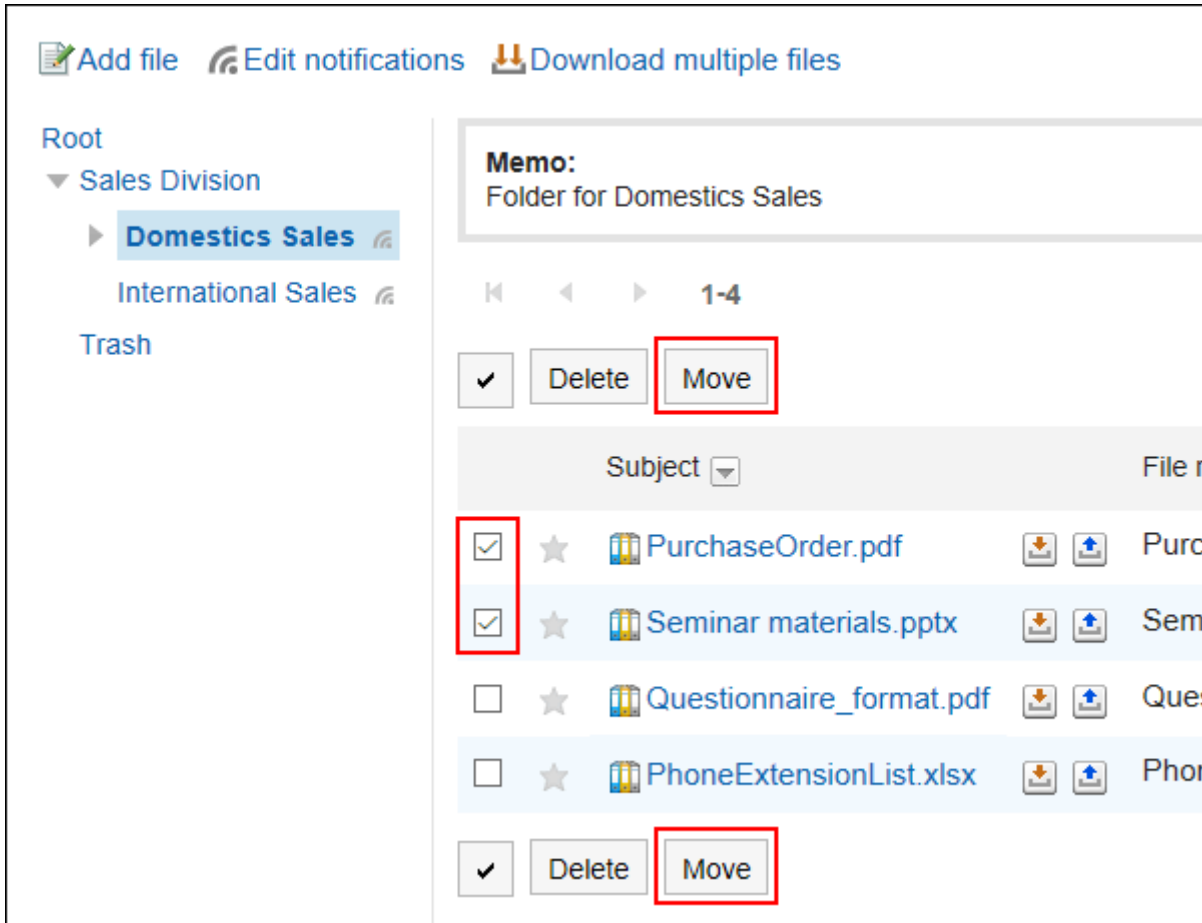 Add file Edit notifications Download multiple files
Root
Sales Division
Domestics Sales
International Sales
Trash
Memo:
Folder for Domestics Sales
1-4
Delete Move
Subject File
PurchaseOrder.pdf
Seminar materials.pptx
Questionnaire_format.pdf
PhoneExtensionList.xlsx
Delete Move